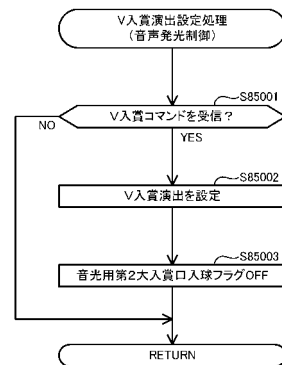 V入賞演出設定処理
（音声発光制御）
S85001
V入賞コマンドを受信？
NO
YES
S85002
V入賞演出を設定
S85003
音光用第2大入賞口入球フラグOFF
RETURN